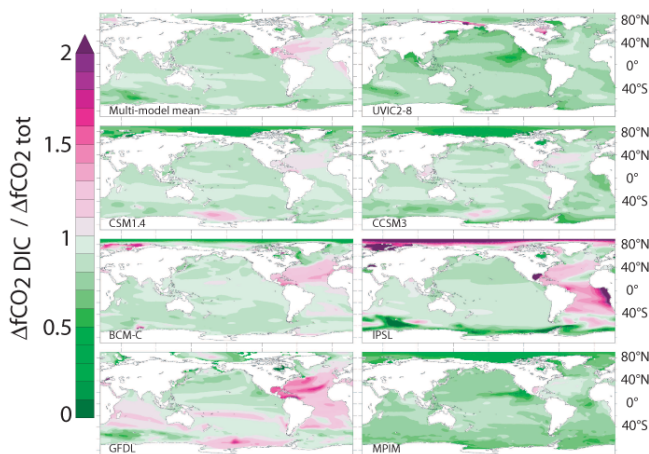 ΔfCO2 DIC / ΔfCO2 tot
2
1.5
1
0.5
0
Multi-model mean
UVIC2-8
80°N
40°N
0°
40°S
CSM1.4
CCSM3
80°N
40°N
0°
40°S
BCM-C
IPSL
80°N
40°N
0°
40°S
GFDL
MPIM
80°N
40°N
0°
40°S